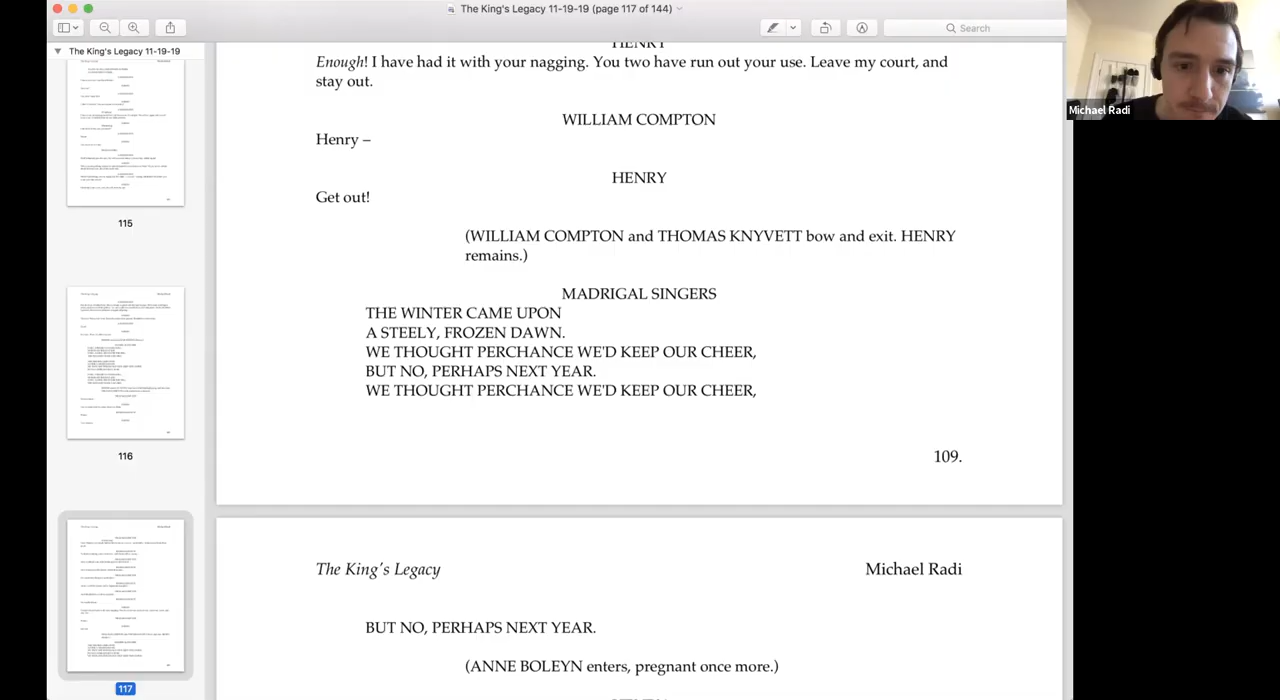 The King's Legacy 11-19-19 (page 117 of 144)
Search
The King's Legacy 11-19-19
115
116
117
HENRY
Enough! I have had it with your nagging. You two have run out your use. Leave my court, and
stay out.
WILLIAM COMPTON
Henry –
HENRY
Get out!
(WILLIAM COMPTON and THOMAS KNYVETT bow and exit. HENRY
remains.)
MADRIGAL SINGERS
THE WINTER CAME UPON
A STEELY, FROZEN DAWN.
WE THOUGHT PERCHANCE WE'D KEEP OUR CHEER,
BUT NO, PERHAPS NEXT YEAR.
WE THOUGHT PERCHANCE WE'D KEEP OUR CHEER,
109.
The King's Legacy Michael Radi
BUT NO, PERHAPS NEXT YEAR.
(ANNE BOLEYN enters, pregnant once more.)
Michael Radi